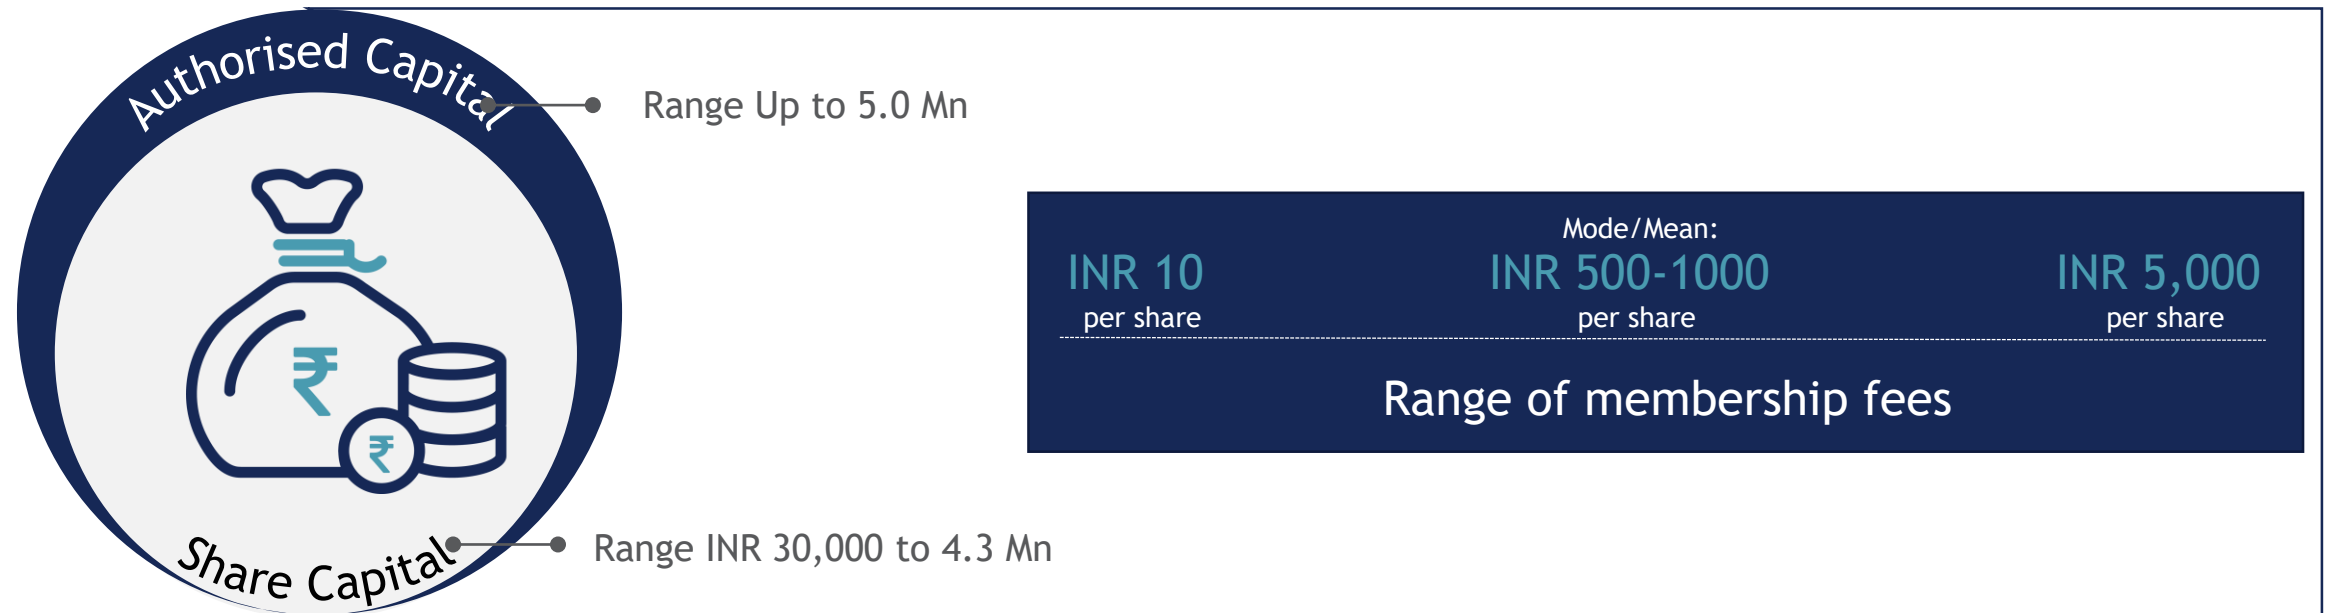 Authorised Capital
Range Up to 5.0 Mn
Mode/Mean:
INR 10 INR 500-1000 INR 5,000
per share per share per share
Range of membership fees
₹
₹
Share Capital
Range INR 30,000 to 4.3 Mn